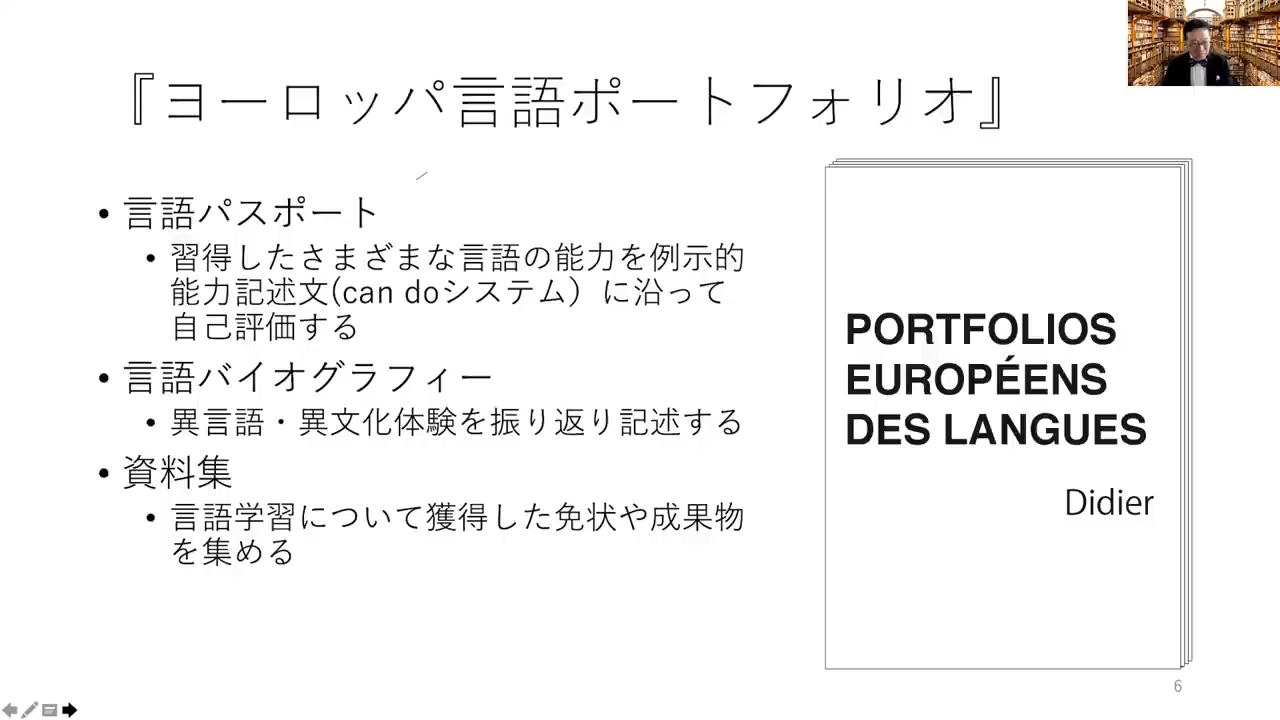 『ヨーロッパ言語ポートフォリオ』
• 言語パスポート
• 習得したさまざまな言語の能力を例示的
能力記述文(can doシステム）に沿って
自己評価する
• 言語バイオグラフィー
• 異言語・異文化体験を振り返り記述する
• 資料集
• 言語学習について獲得した免状や成果物
を集める
PORTFOLIOS
EUROPÉENS
DES LANGUES
Didier
6